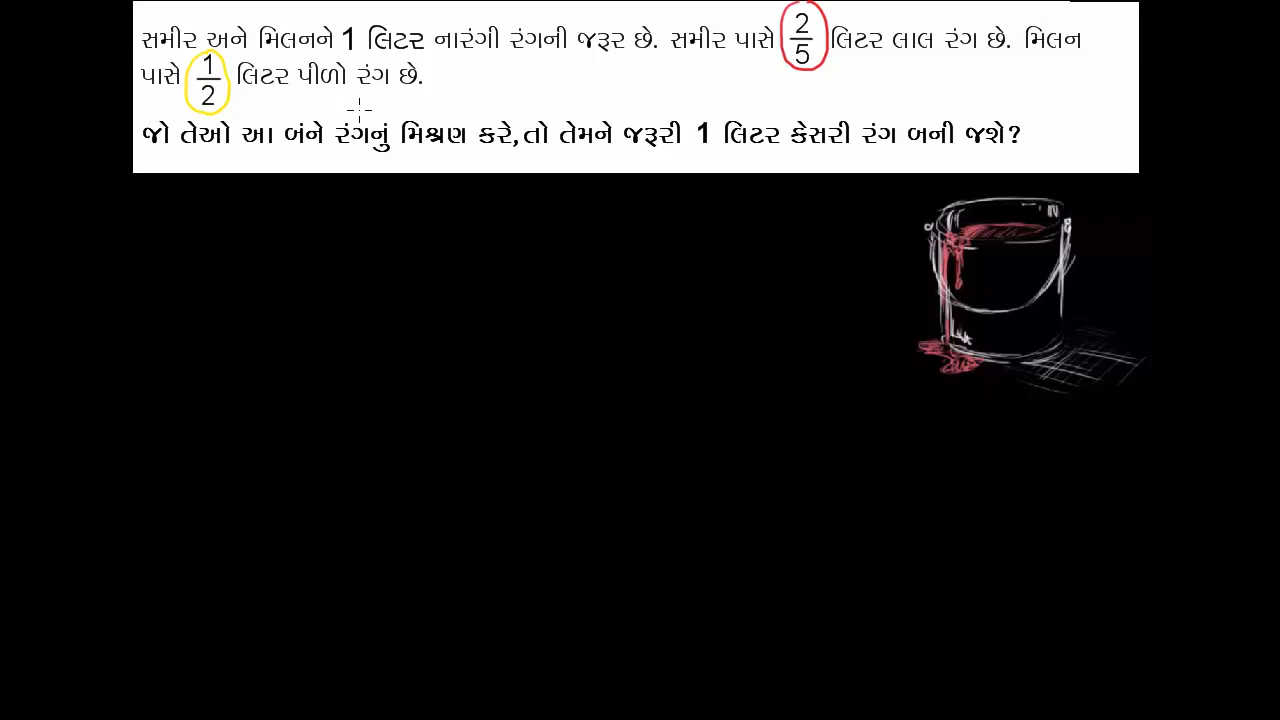 સમીર અને મિલનને 1 લિટર નારંગી રંગની જરૂર છે. સમીર પાસે 2/5 લિટર લાલ રંગ છે. મિલન
પાસે 1/2 લિટર પીળો રંગ છે.
જો તેઓ આ બંને રંગનું મિશ્રણ કરે,તો તેમને જરૂરી 1 લિટર કેસરી રંગ બની જશે?